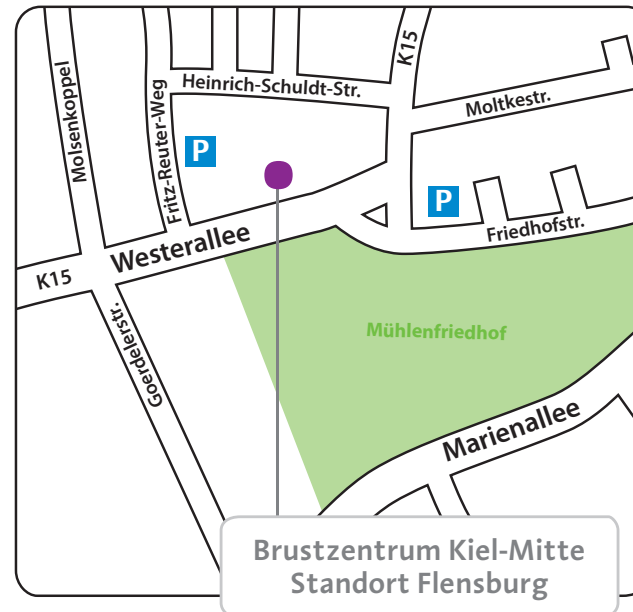 K15
Heinrich-Schuldt-Str.
Moltkestr.
Molsenkoppel
Fritz-Reuter-Weg
P
P
Friedhofstr.
Westerallee
K15
Goerdelerstr.
Mühlenfriedhof
Marienallee
Brustzentrum Kiel-Mitte
Standort Flensburg